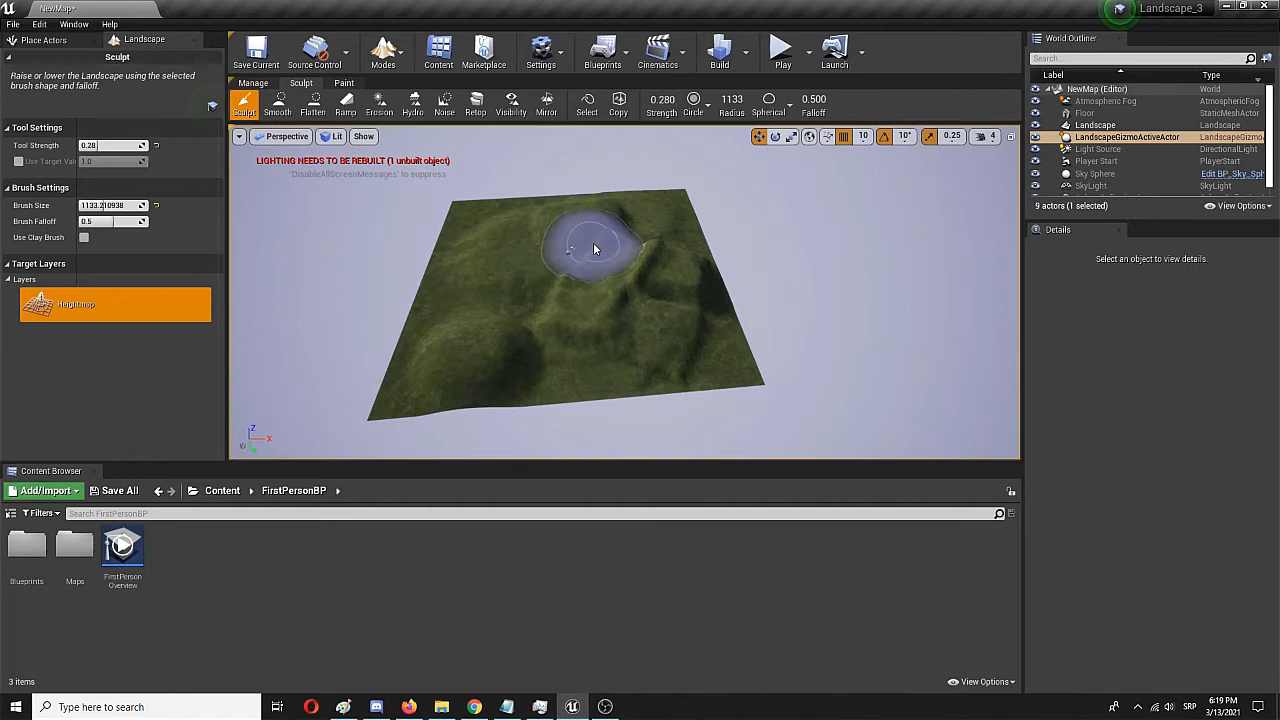 NewMap*
Landscape_3
File Edit Window Help
Place Actors
Landscape
Sculpt
Raise or lower the Landscape using the selected
brush shape and falloff.
Tool Settings
Tool Strength 0.28
Use Target Valu 1.0
Brush Settings
Brush Size 1133.210938
Brush Falloff 0.5
Use Clay Brush
Target Layers
Layers
Heightmap
Save Current
Source Control
Modes
Content
Marketplace
Settings
Blueprints
Cinematics
Build
Play
Launch
Manage Sculpt Paint
0.280 1133 0.500
Sculpt Smooth Flatten Ramp Erosion Hydro Noise Retop Visibility Mirror Select Copy Strength Circle Radius Spherical Falloff
Perspective Lit Show
10 10° 0.25 4
LIGHTING NEEDS TO BE REBUILT (1 unbuilt object)
'DisableAllScreenMessages' to suppress
Z
X
World Outliner
Search...
Label Type
NewMap (Editor) World
Atmospheric Fog AtmosphericFog
Floor StaticMeshActor
Landscape Landscape
LandscapeGizmoActiveActor LandscapeGizmo
Light Source DirectionalLight
Player Start PlayerStart
Sky Sphere Edit BP_Sky_Sph
SkyLight SkyLight
9 actors (1 selected)
View Options
Details
Select an object to view details.
Content Browser
Add/Import Save All Content FirstPersonBP
Filters Search FirstPersonBP
Blueprints
Maps
FirstPerson
Overview
3 items
View Options
Type here to search
SRP
6:19 PM
3/13/2021